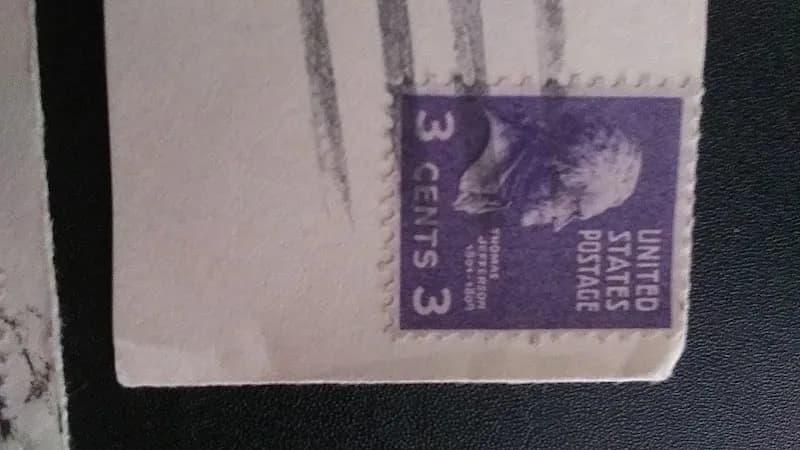 UNITED
STATES
POSTAGE
THOMAS
JEFFERSON
1801-1809
3 CENTS 3